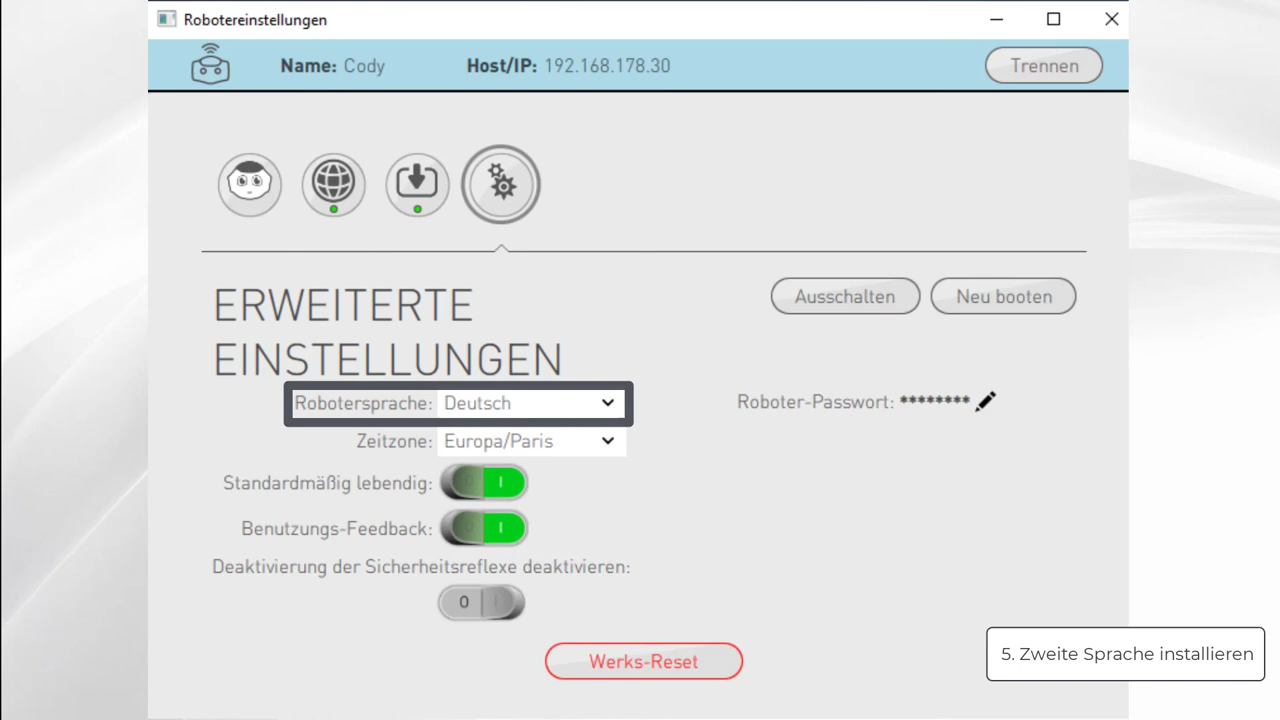 Robotereinstellungen
Name: Cody Host/IP: 192.168.178.30 Trennen
ERWEITERTE
EINSTELLUNGEN
Ausschalten Neu booten
Robotersprache: Deutsch
Roboter-Passwort: ********
Zeitzone: Europa/Paris
Standardmäßig lebendig:
Benutzungs-Feedback:
Deaktivierung der Sicherheitsreflexe deaktivieren:
0
Werks-Reset
5. Zweite Sprache installieren